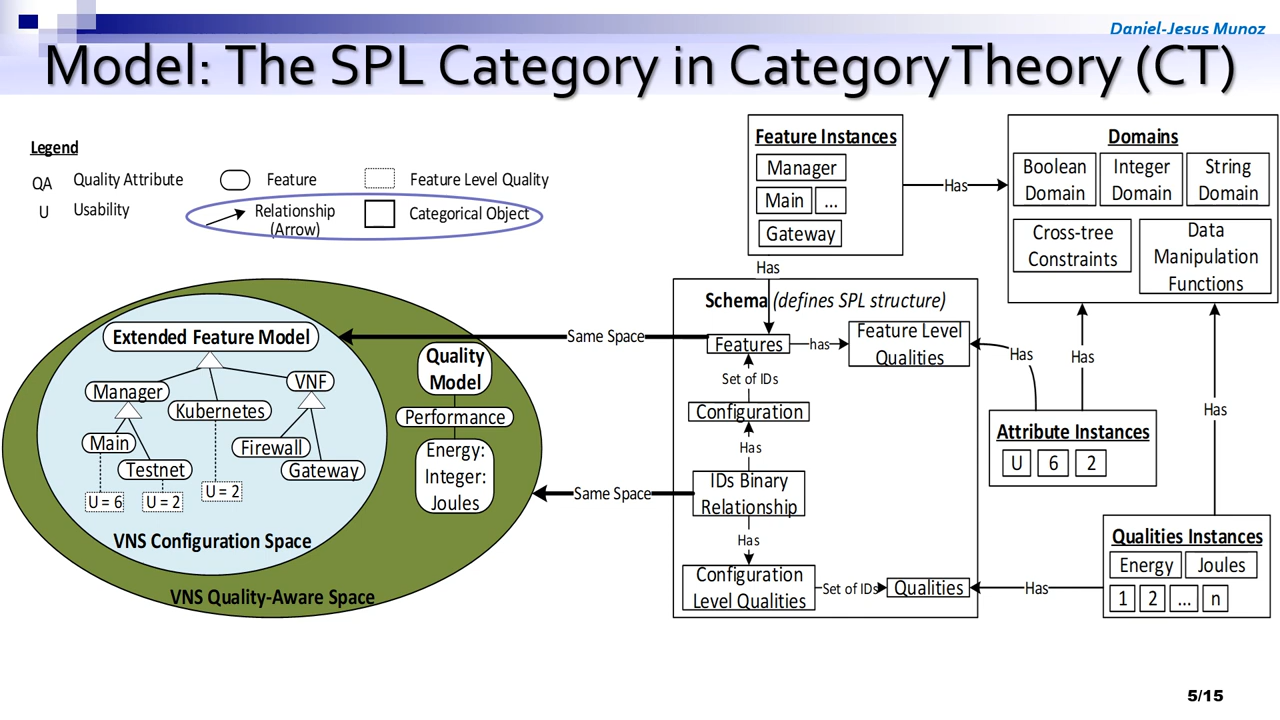 Daniel-Jesus Munoz
Model: The SPL Category in CategoryTheory (CT)
Legend
QA
Quality Attribute
Feature
Feature Level Quality
U
Usability
Relationship
(Arrow)
Categorical Object
Extended Feature Model
Manager
Kubernetes
VNF
Main
Testnet
Firewall
Gateway
U = 6
U = 2
U = 2
VNS Configuration Space
VNS Quality-Aware Space
Quality
Model
Performance
Energy:
Integer:
Joules
Same Space
Same Space
Feature Instances
Manager
Main
...
Gateway
Has
Has
Schema (defines SPL structure)
Features
has
Feature Level
Qualities
Set of IDs
Configuration
Has
IDs Binary
Relationship
Has
Configuration
Level Qualities
Set of IDs
Qualities
Domains
Boolean
Domain
Integer
Domain
String
Domain
Cross-tree
Constraints
Data
Manipulation
Functions
Has
Has
Has
Attribute Instances
U
6
2
Qualities Instances
Energy
Joules
1
2
...
n
Has
5/15